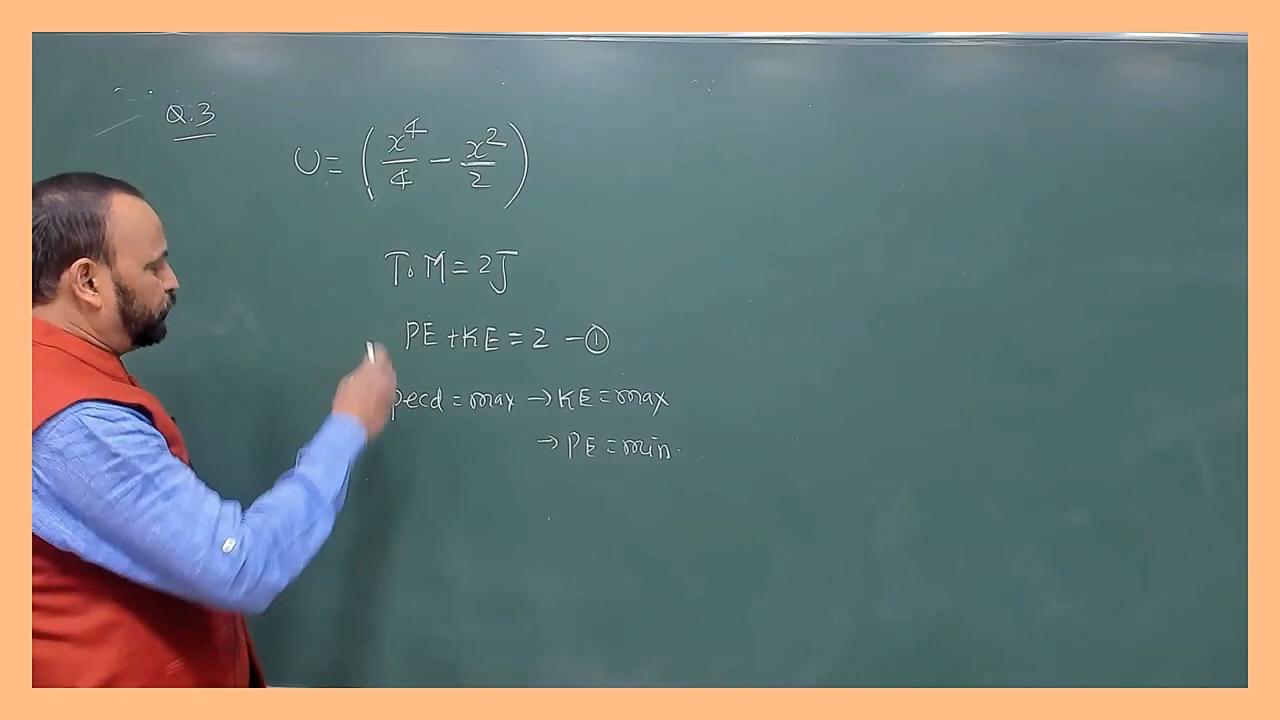 Q.3
U = (x⁴/4 − x²/2)
T.M = 2J
PE + KE = 2 – ①
pecd = max → KE = max
→ PE = min.